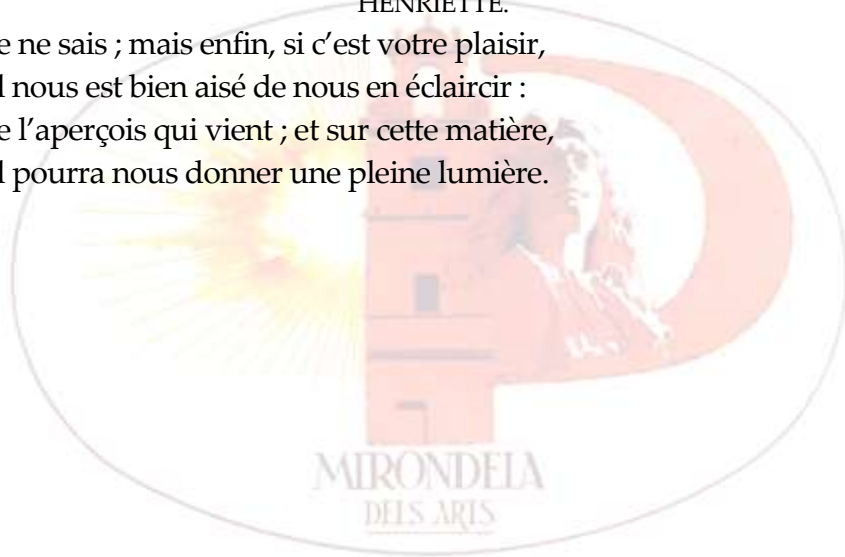 HENRIETTE.
e ne sais ; mais enfin, si c’est votre plaisir,
l nous est bien aisé de nous en éclaircir :
e l’aperçois qui vient ; et sur cette matière,
l pourra nous donner une pleine lumière.
MIRONDELA
DELS ARTS